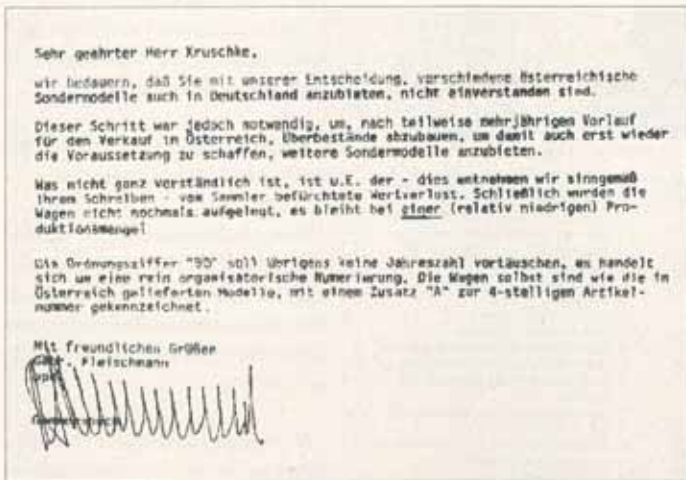 Sehr geehrter Herr Kruschke,
wir bedauern, daß Sie mit unserer Entscheidung, verschiedene österreichische
Sondermodelle auch in Deutschland anzubieten, nicht einverstanden sind.
Dieser Schritt war jedoch notwendig, um, nach teilweise mehrjährigen Vorlauf
für den Verkauf in Österreich, Überbestände abzubauen, um damit auch erst wieder
die Voraussetzung zu schaffen, weitere Sondermodelle anzubieten.
Was nicht ganz verständlich ist, ist u.E. der - dies entnehmen wir sinngemäß
Ihrem Schreiben - vom Sammler befürchtete Wertverlust. Schließlich wurden die
Wagen nicht nochmals aufgelegt, es bleibt bei einer (relativ niedrigen) Pro-
duktionsmenge!
Die Ordnungsziffer "90" soll übrigens keine Jahreszahl vortäuschen, es handelt
sich um eine rein organisatorische Numerierung. Die Wagen selbst sind wie die in
Österreich gelieferten Modelle, mit einem Zusatz "A" zur 4-stelligen Artikel-
nummer gekennzeichnet.
Mit freundlichen Grüßen
Gebr. Fleischmann